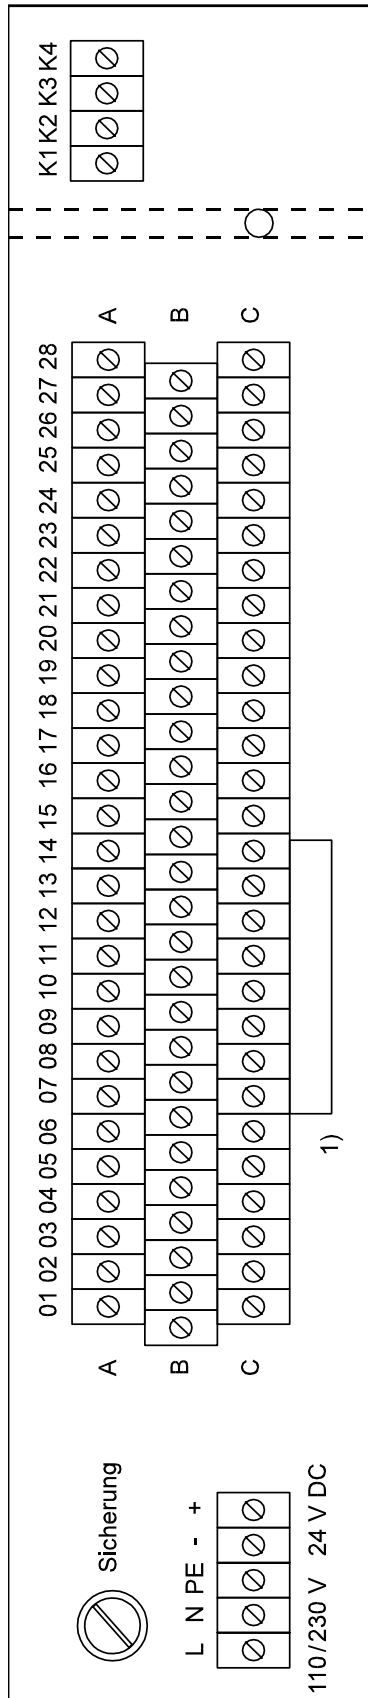 Sicherung
L N PE - +
110/230 V 24 V DC
01 02 03 04 05 06 07 08 09 10 11 12 13 14 15 16 17 18 19 20 21 22 23 24 25 26 27 28
A A
B B
C C
1)
K1 K2 K3 K4